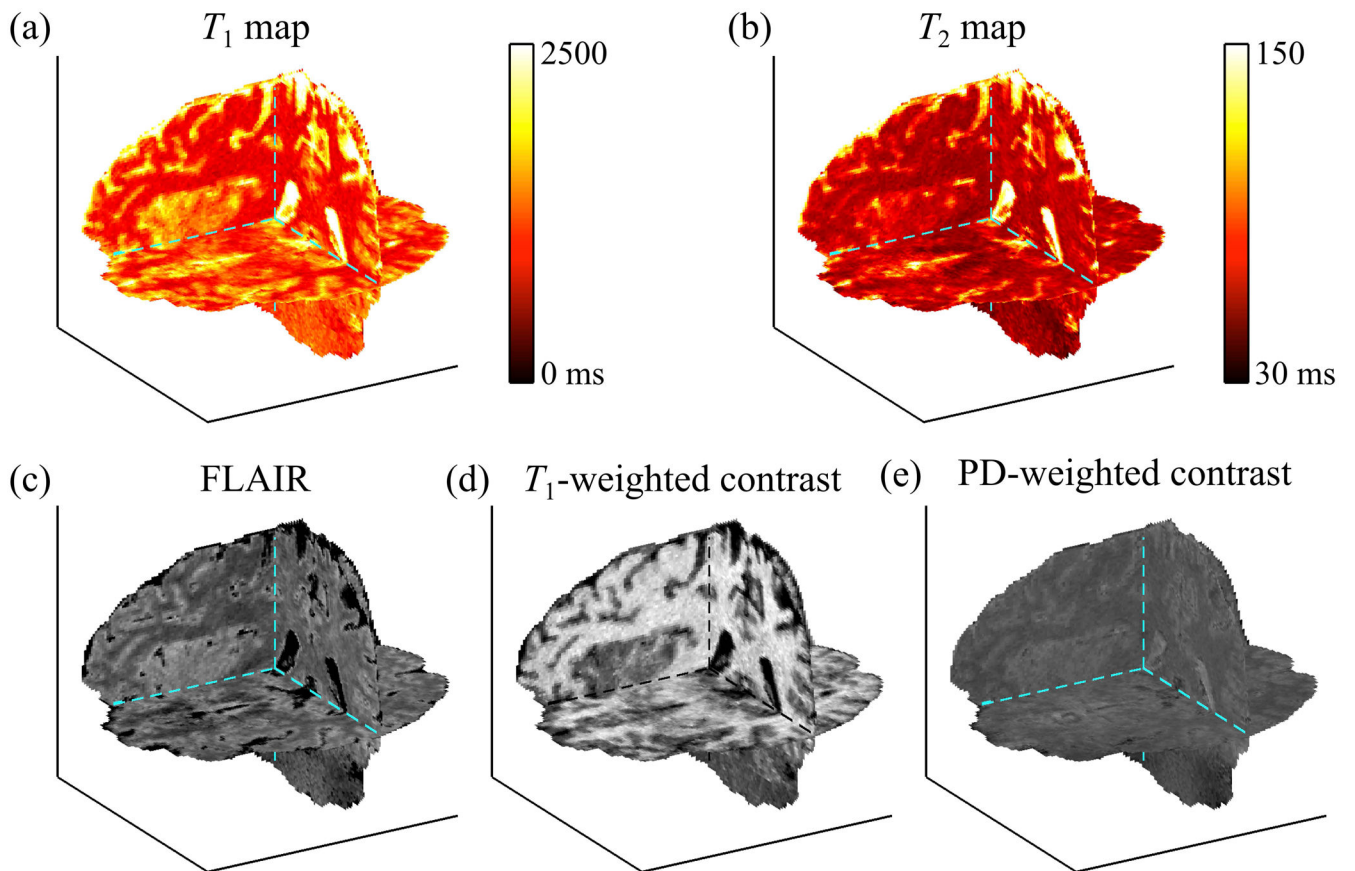 (a)
T₁ map
2500
0 ms
(b)
T₂ map
150
30 ms
(c)
FLAIR
(d)
T₁-weighted contrast
(e)
PD-weighted contrast